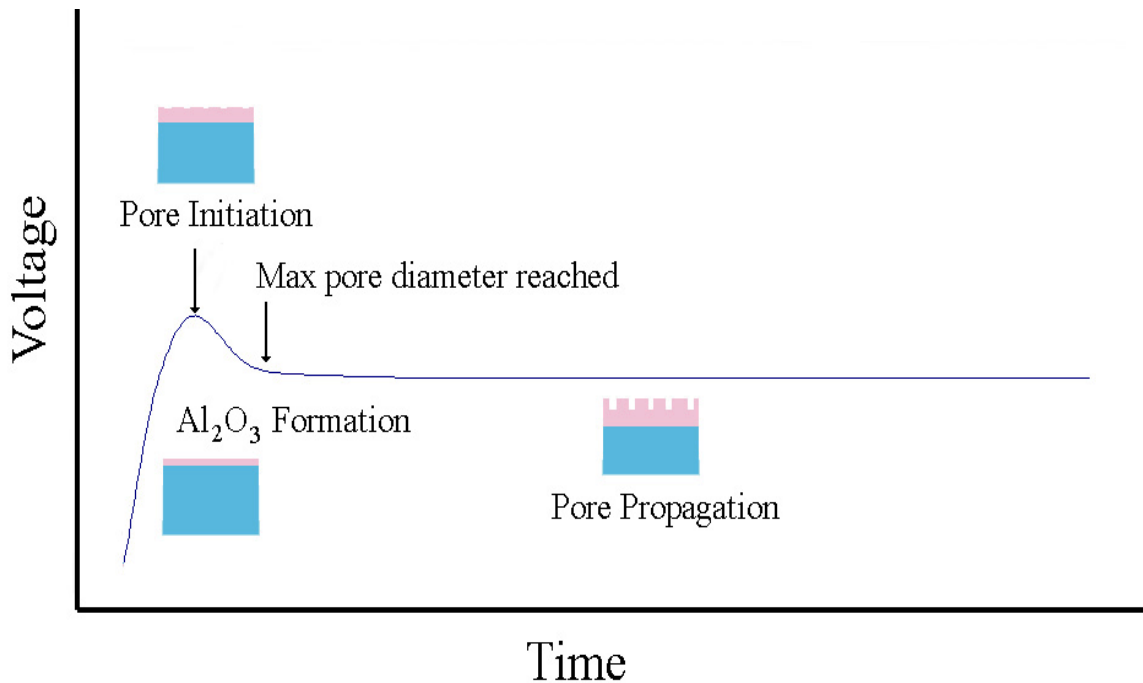 Pore Initiation
Max pore diameter reached
Voltage
Al₂O₃ Formation
Pore Propagation
Time